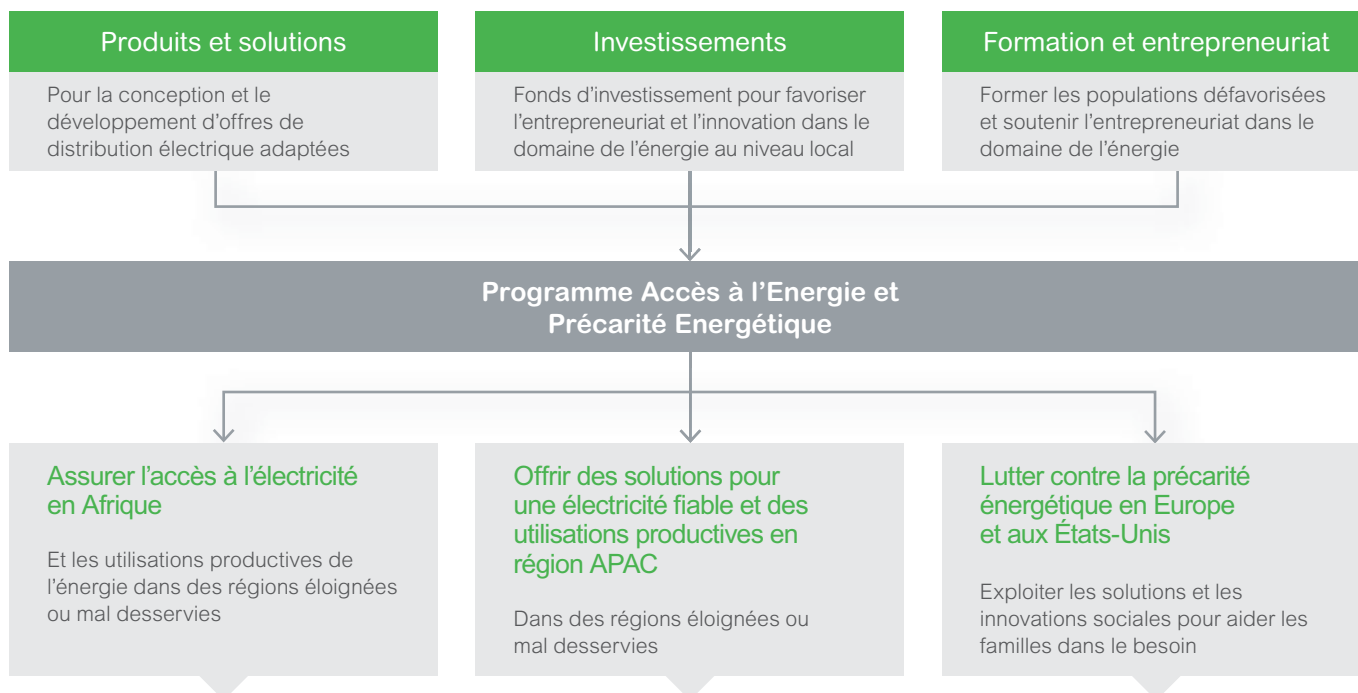 Produits et solutions
Pour la conception et le
développement d'offres de
distribution électrique adaptées
Investissements
Fonds d'investissement pour favoriser
l'entrepreneuriat et l'innovation dans le
domaine de l'énergie au niveau local
Formation et entrepreneuriat
Former les populations défavorisées
et soutenir l'entrepreneuriat dans le
domaine de l'énergie
Programme Accès à l'Energie et
Précarité Energétique
Assurer l'accès à l'électricité
en Afrique
Et les utilisations productives de
l'énergie dans des régions éloignées
ou mal desservies
Offrir des solutions pour
une électricité fiable et des
utilisations productives en
région APAC
Dans des régions éloignées ou
mal desservies
Lutter contre la précarité
énergétique en Europe
et aux États-Unis
Exploiter les solutions et les
innovations sociales pour aider les
familles dans le besoin